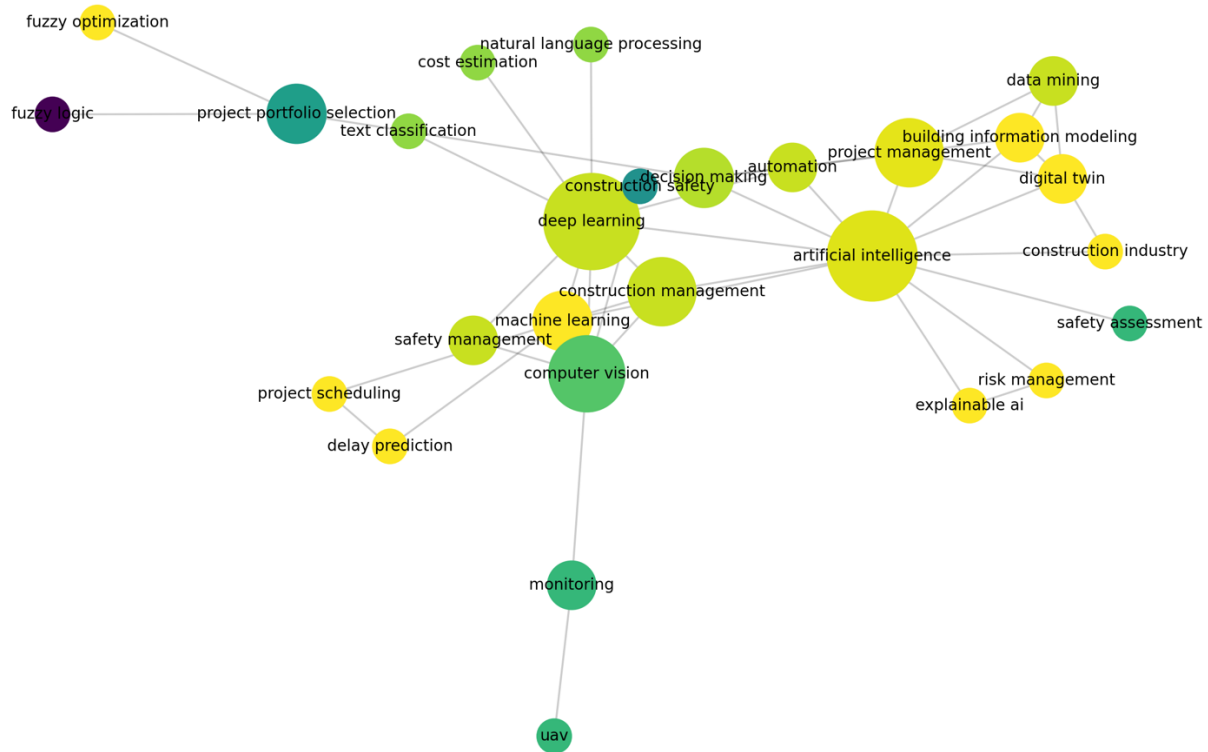 fuzzy optimization
natural language processing
cost estimation
data mining
fuzzy logic
project portfolio selection
text classification
building information modeling
project management
automation
decision making
construction safety
digital twin
deep learning
artificial intelligence
construction industry
construction management
machine learning
safety assessment
safety management
computer vision
risk management
project scheduling
explainable ai
delay prediction
monitoring
uav